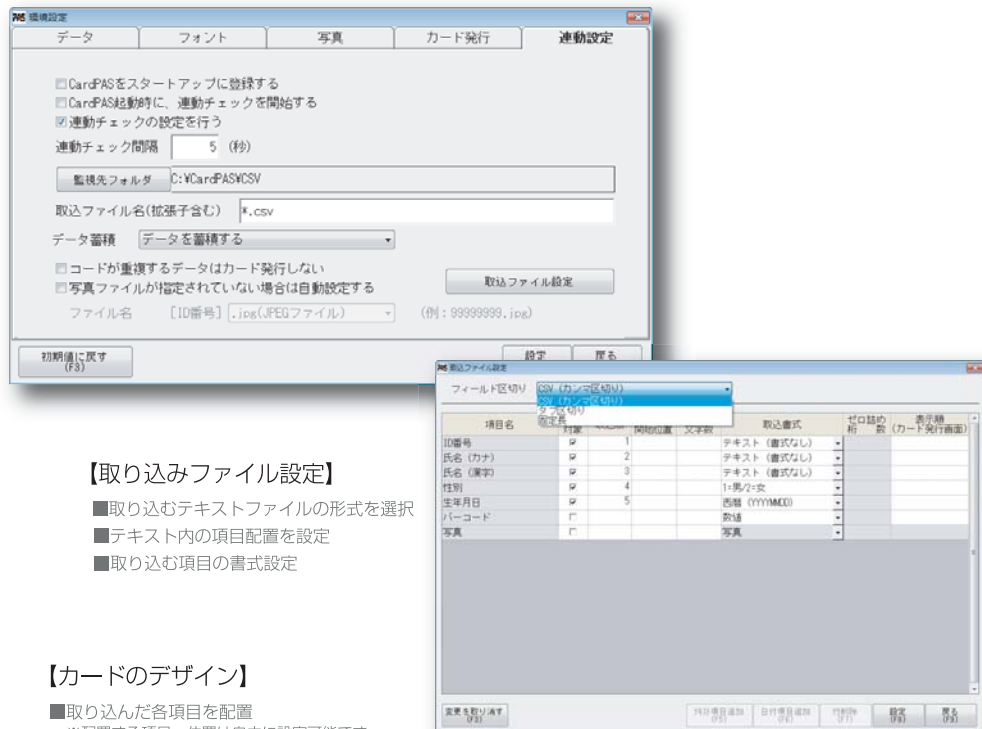 PAS 環境設定
データ フォント 写真 カード発行 連動設定
□CardPASをスタートアップに登録する
□CardPAS起動時に、連動チェックを開始する
☑連動チェックの設定を行う
連動チェック間隔 5 (秒)
監視先フォルダ C:¥CardPAS¥CSV
取込ファイル名(拡張子含む) *.csv
データ蓄積 データを蓄積する
□コードが重複するデータはカード発行しない
□写真ファイルが指定されていない場合は自動設定する
取込ファイル設定
ファイル名 [ID番号] .jpg(JPEGファイル) (例:99999999.jpg)
初期値に戻す
(F3)
設定 戻る
PAS 取込ファイル設定
フィールド区切り CSV (カンマ区切り)
CSV (カンマ区切り)
タブ区切り
固定長
項目名 対象 開始位置 文字数 取込書式 ゼロ詰め桁数 表示順(カード発行画面)
ID番号 1 テキスト (書式なし)
氏名 (カナ) 2 テキスト (書式なし)
氏名 (漢字) 3 テキスト (書式なし)
性別 4 1=男/2=女
生年月日 5 西暦 (YYYYMMDD)
バーコード 数値
写真 写真
変更を取り消す
(F3)
行削除
(F7)
設定
(F8)
戻る
(F9)
【取り込みファイル設定】
■取り込むテキストファイルの形式を選択
■テキスト内の項目配置を設定
■取り込む項目の書式設定
【カードのデザイン】
■取り込んだ各項目を配置